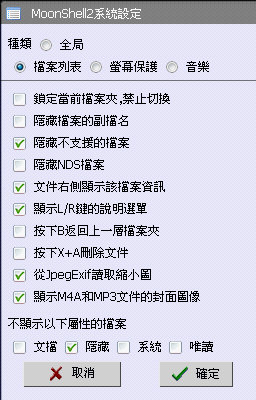 MoonShell2系統設定
種類 全局
檔案列表 螢幕保護 音樂
鎖定當前檔案夾,禁止切換
隱藏檔案的副擋名
隱藏不支援的檔案
隱藏NDS檔案
文件右側顯示該檔案資訊
顯示L/R鍵的說明選單
按下B返回上一層檔案夾
按下X+A刪除文件
從JpegExif讀取縮小圖
顯示M4A和MP3文件的封面圖像
不顯示以下屬性的檔案
文擋 隱藏 系統 唯讀
取消 確定